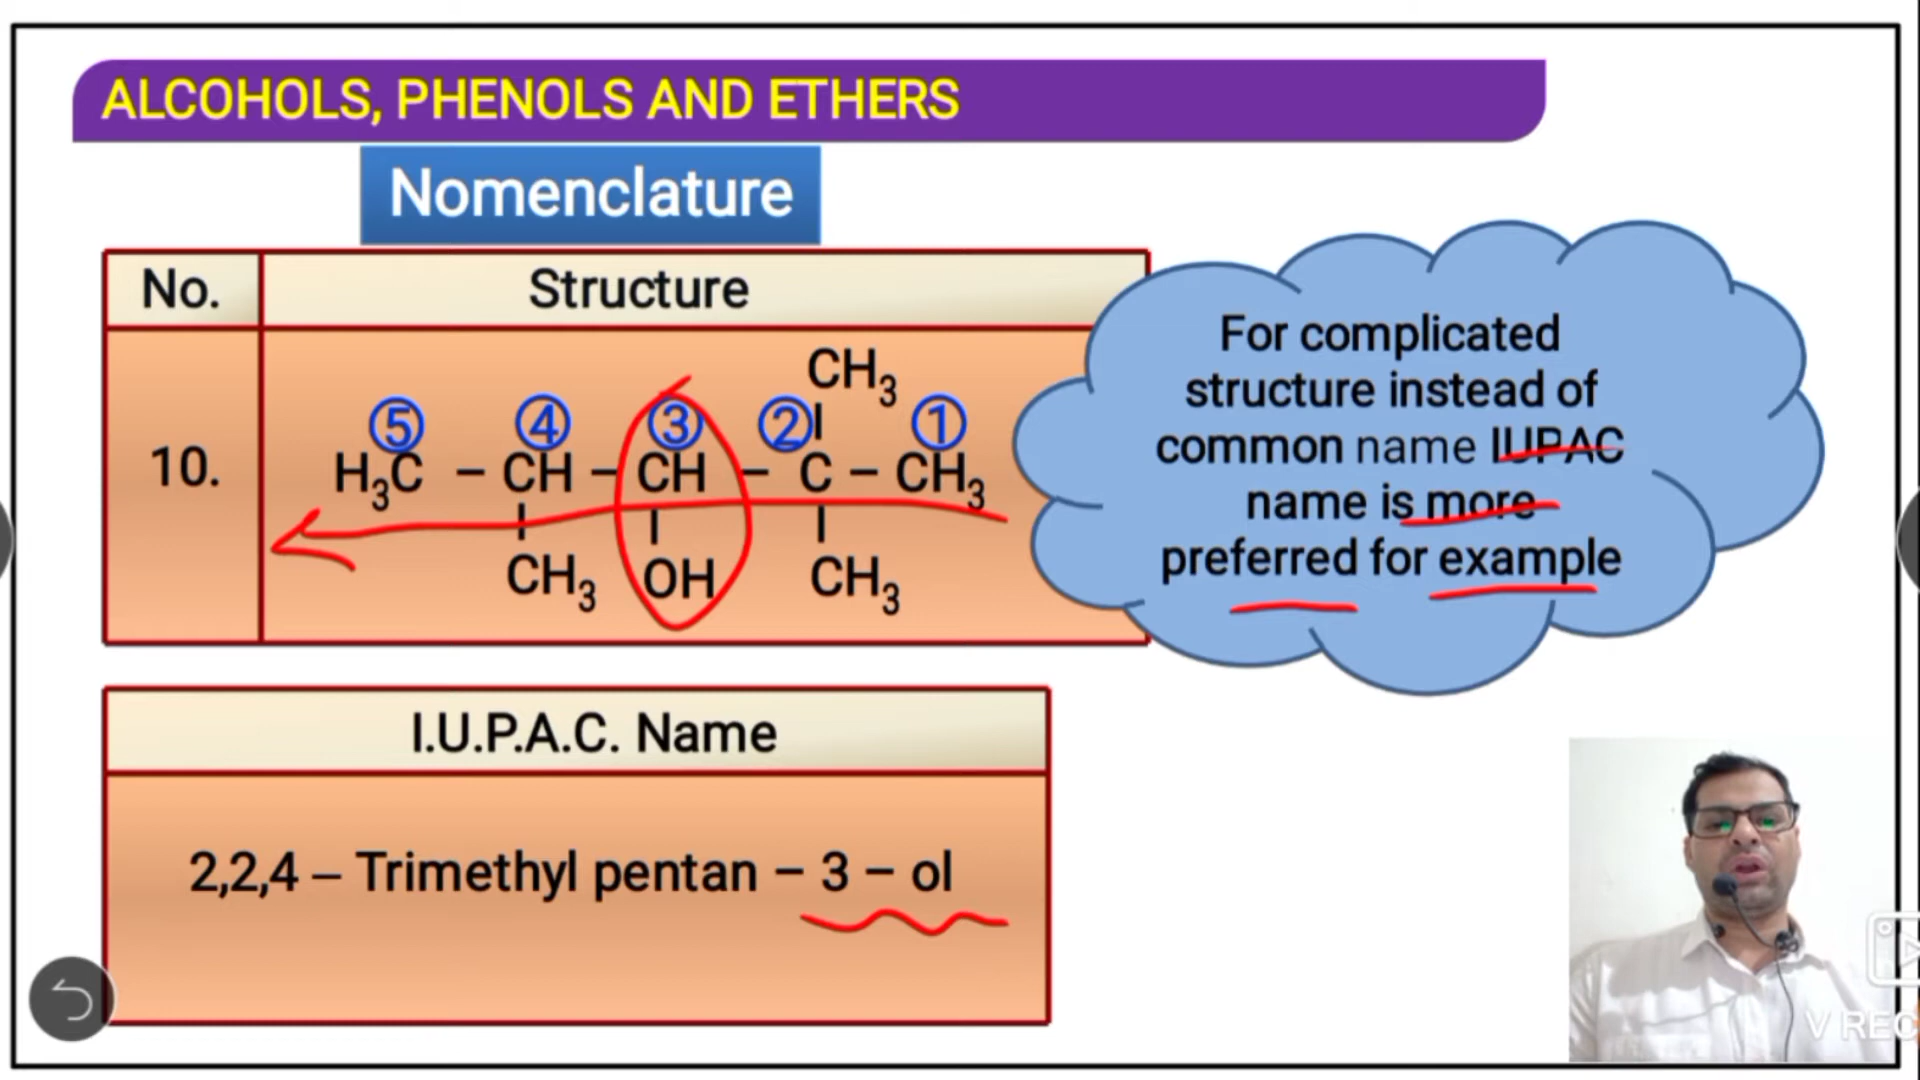 ALCOHOLS, PHENOLS AND ETHERS
Nomenclature
No.
Structure
10.
CH3
⑤ ④ ③ ② ①
H3C – CH – CH – C – CH3
CH3 OH CH3
For complicated
structure instead of
common name IUPAC
name is more
preferred for example
I.U.P.A.C. Name
2,2,4 – Trimethyl pentan – 3 – ol
V REC